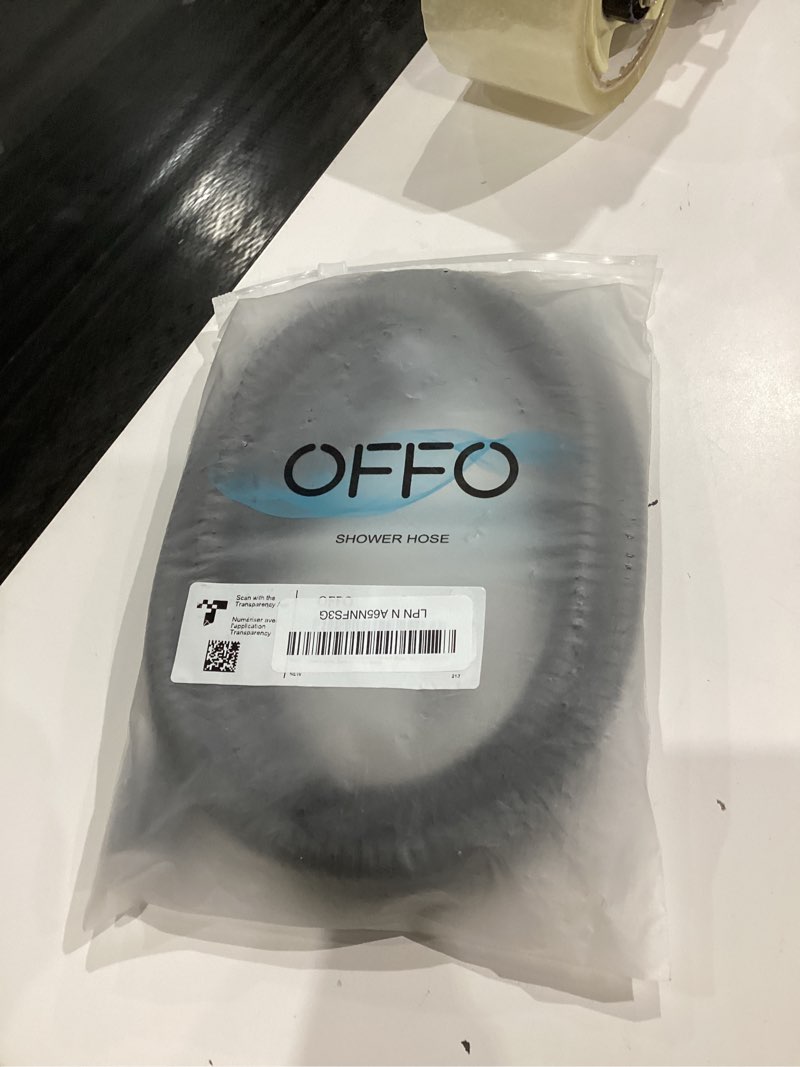 OFFO
SHOWER HOSE
Scan with the
Transparency
Numériser avec
l'application
Transparency
LPN N A65NNFS3G